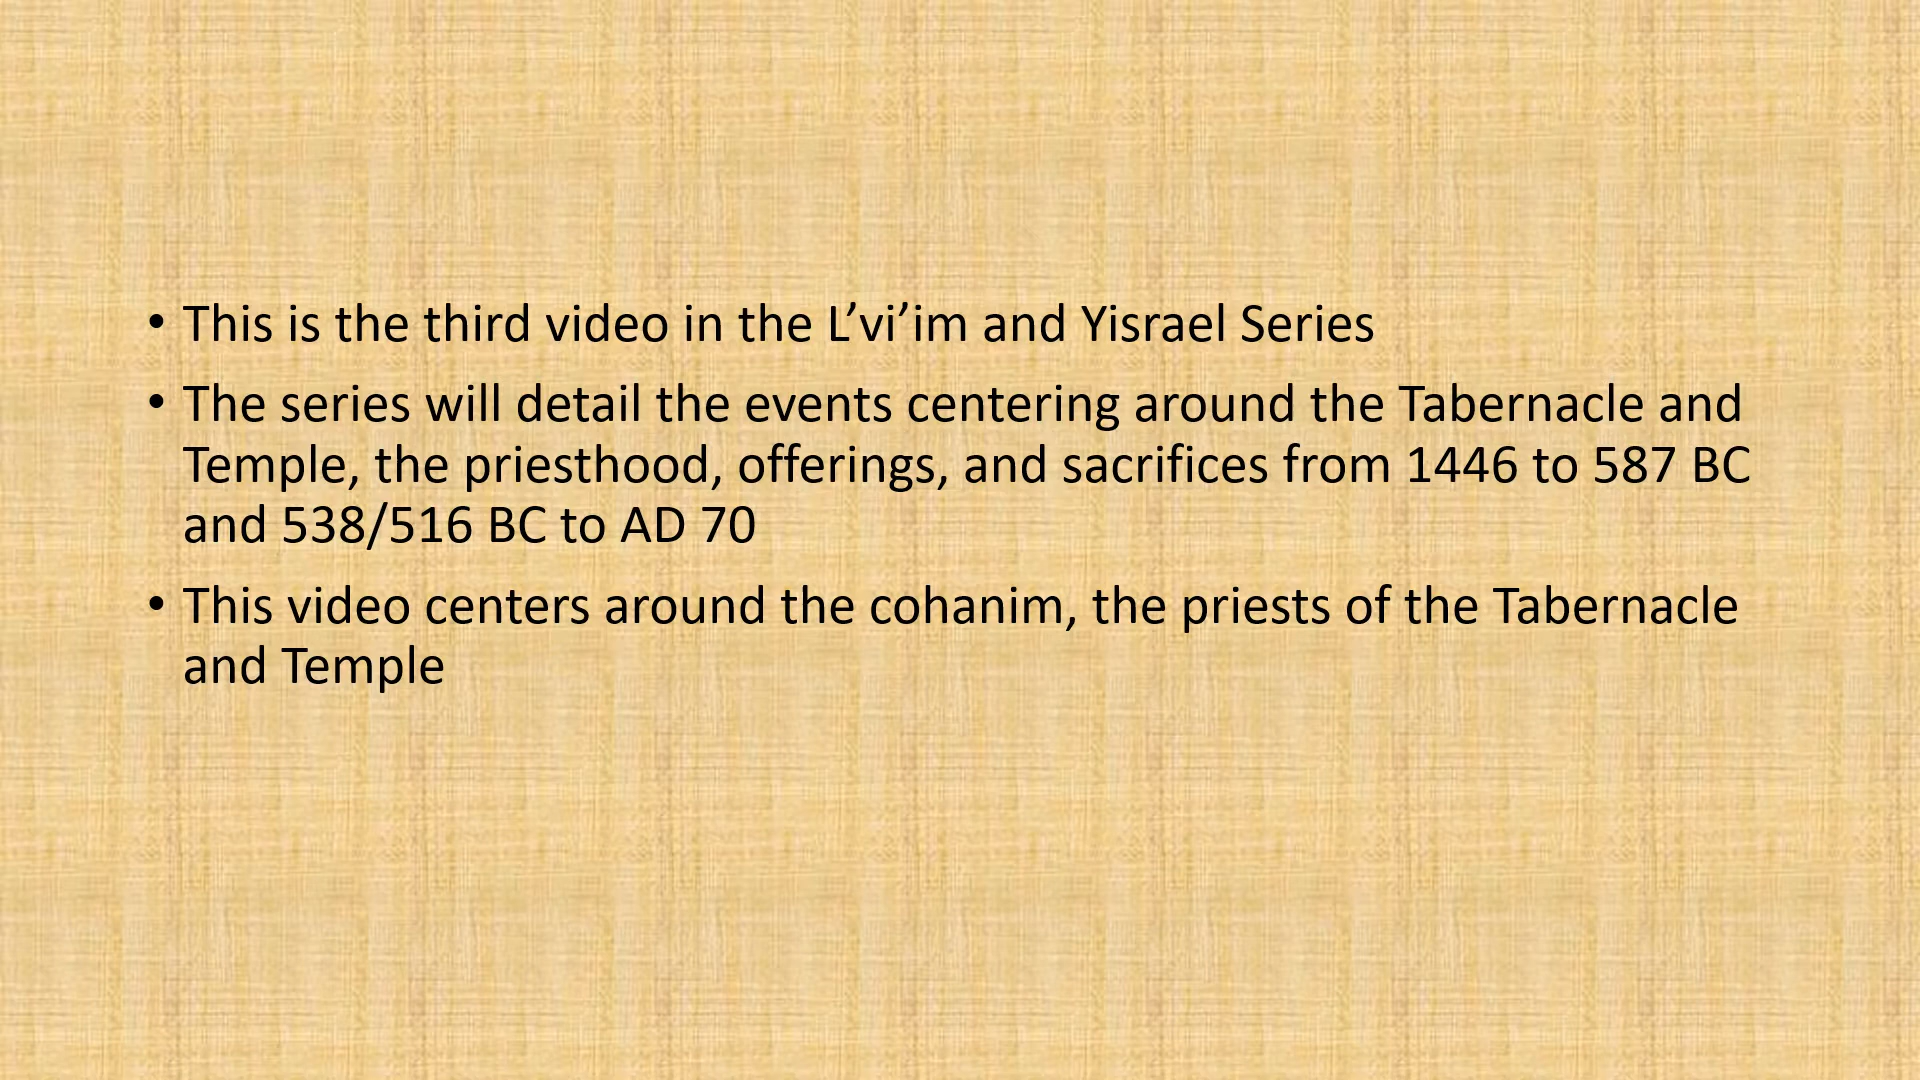 • This is the third video in the L’vi’im and Yisrael Series
• The series will detail the events centering around the Tabernacle and
Temple, the priesthood, offerings, and sacrifices from 1446 to 587 BC
and 538/516 BC to AD 70
• This video centers around the cohanim, the priests of the Tabernacle
and Temple